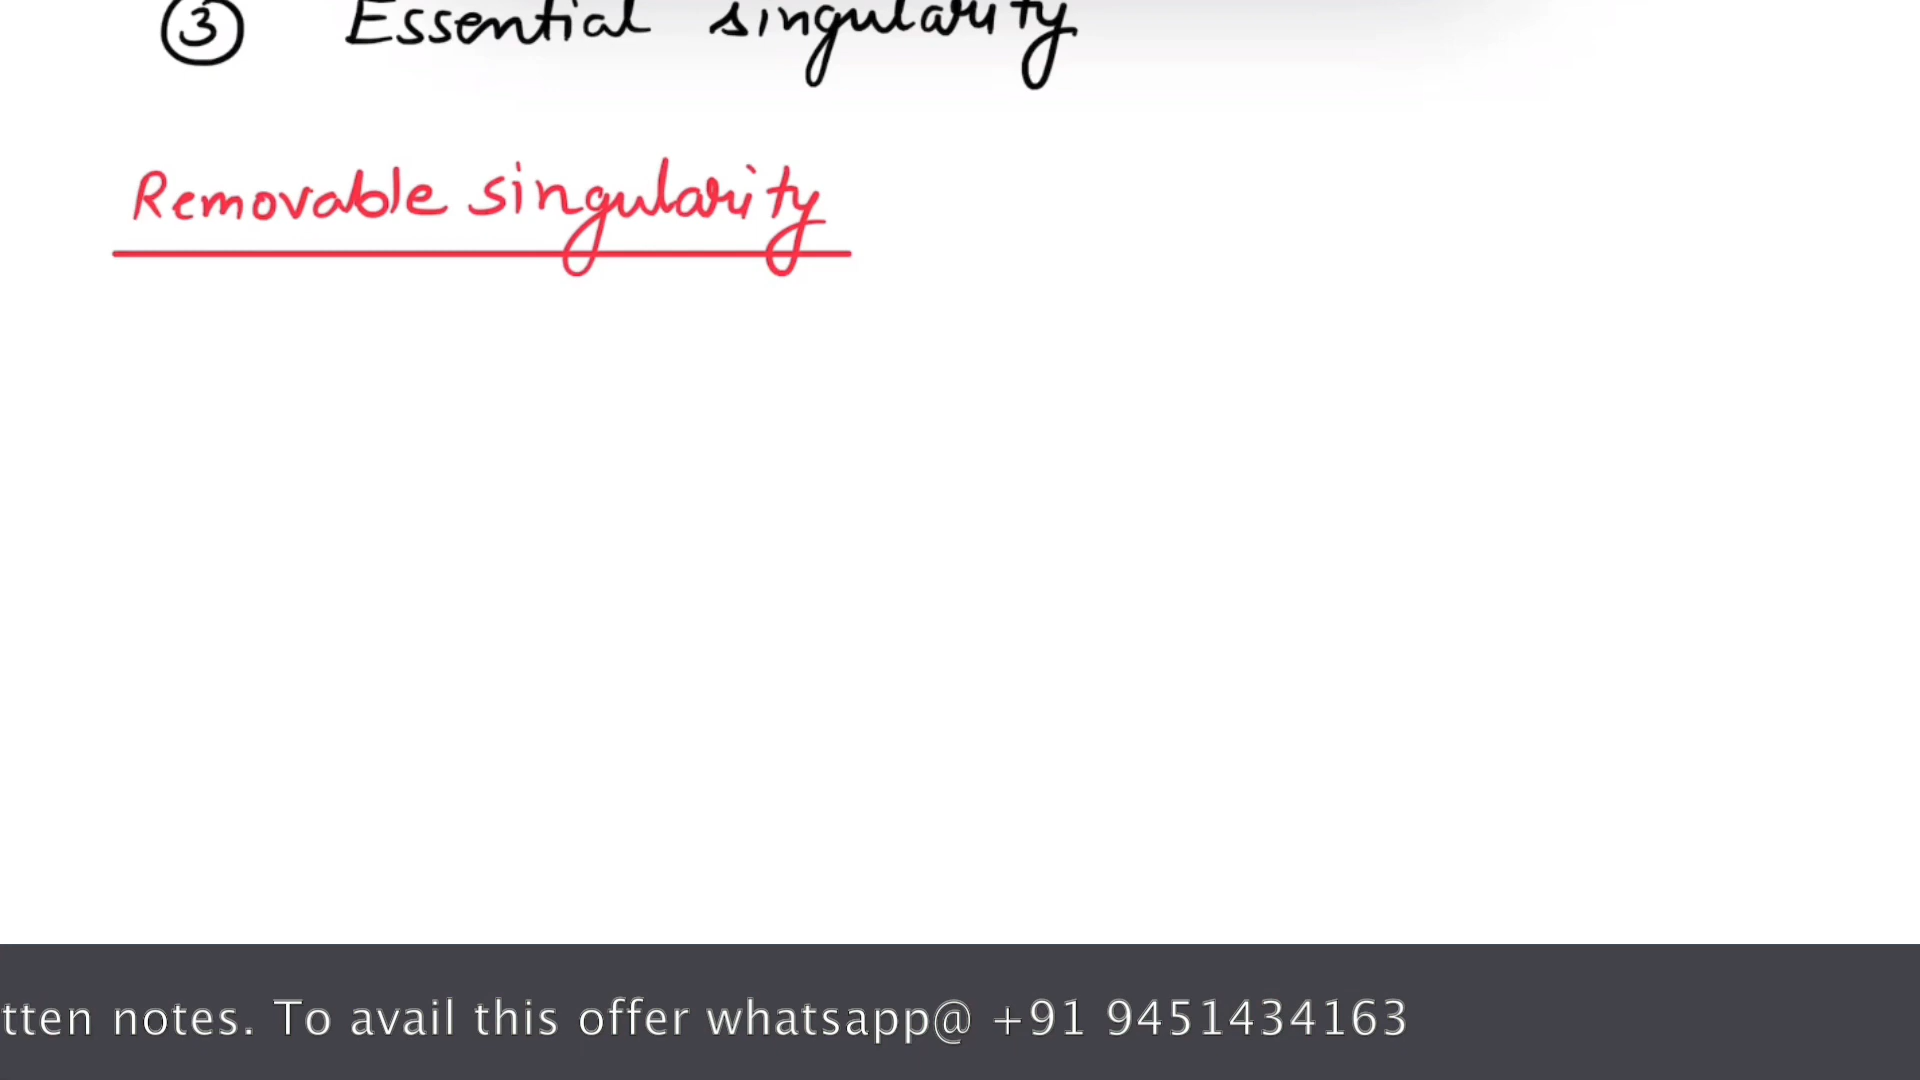 ③ Essential singularity
Removable singularity
tten notes. To avail this offer whatsapp@ +91 9451434163